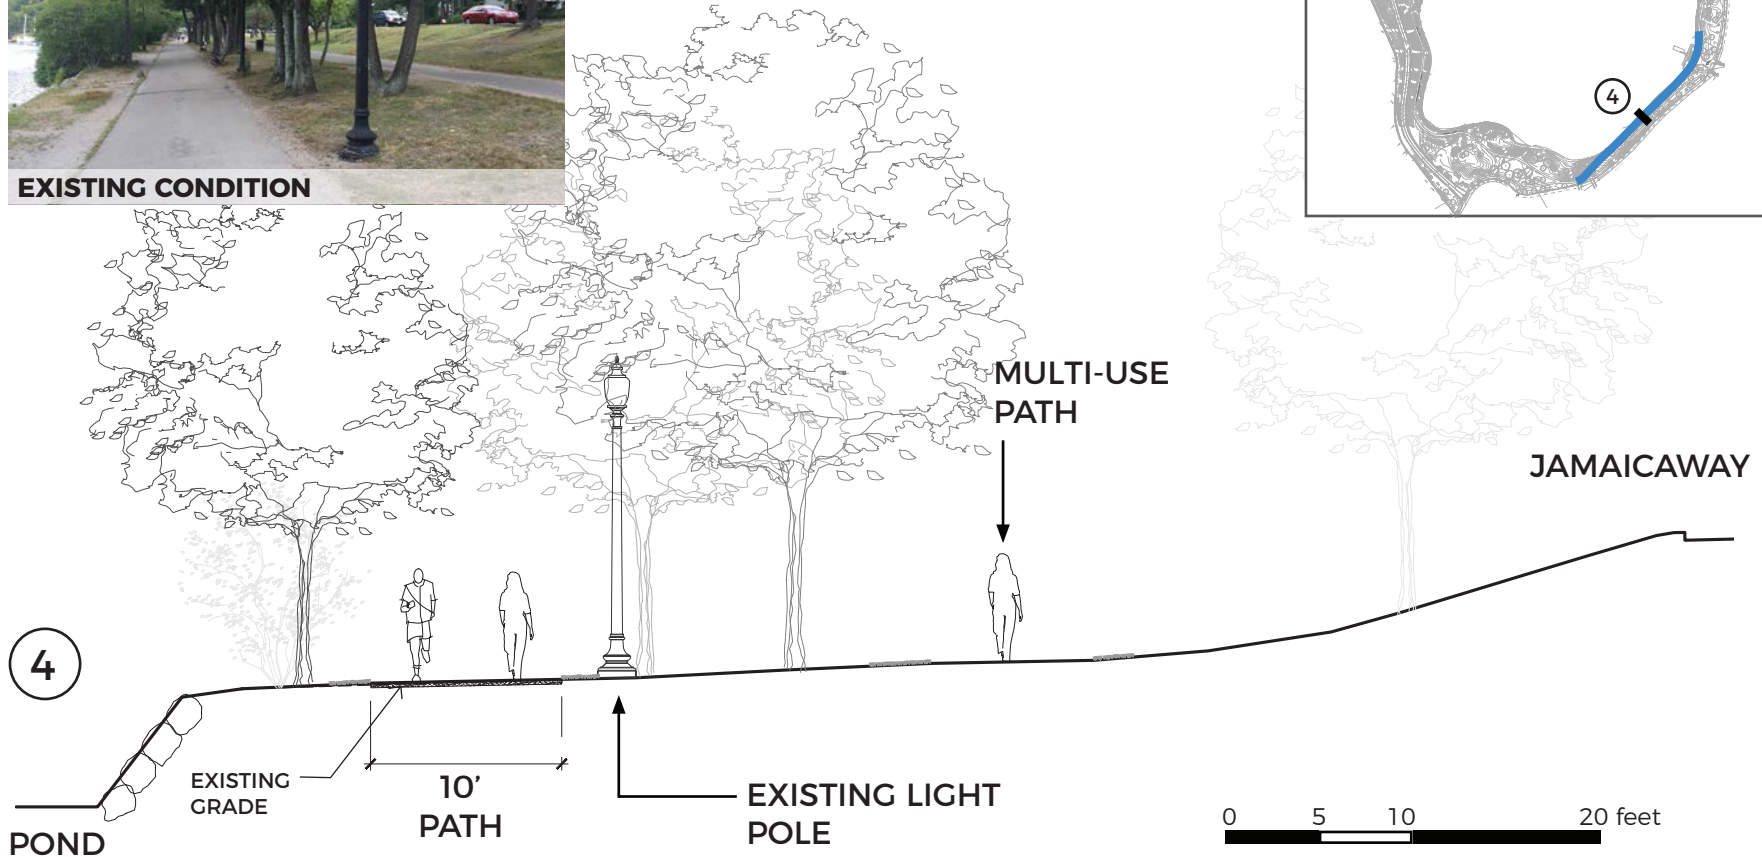 EXISTING CONDITION
4
MULTI-USE
PATH
JAMAICAWAY
4
EXISTING
GRADE
10’
PATH
EXISTING LIGHT
POLE
POND
0 5 10 20 feet